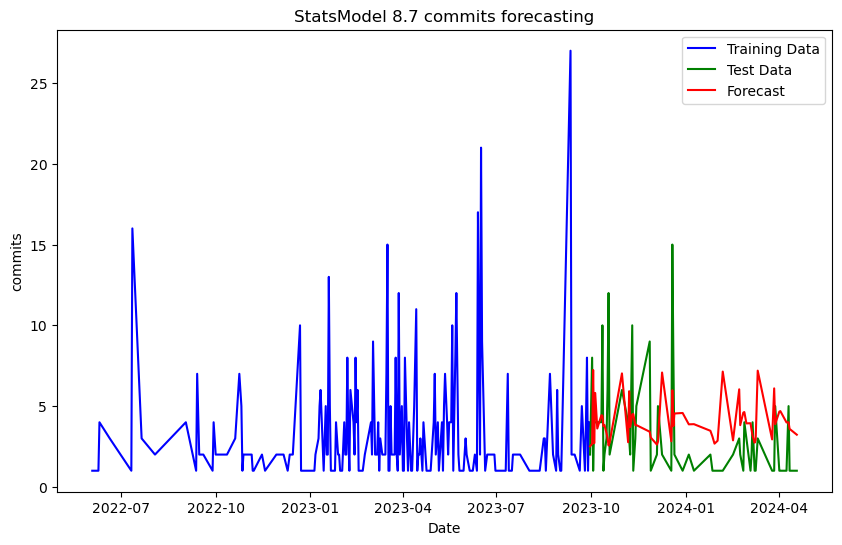 StatsModel 8.7 commits forecasting
Training Data
Test Data
Forecast
commits
25
20
15
10
5
0
2022-07 2022-10 2023-01 2023-04 2023-07 2023-10 2024-01 2024-04
Date